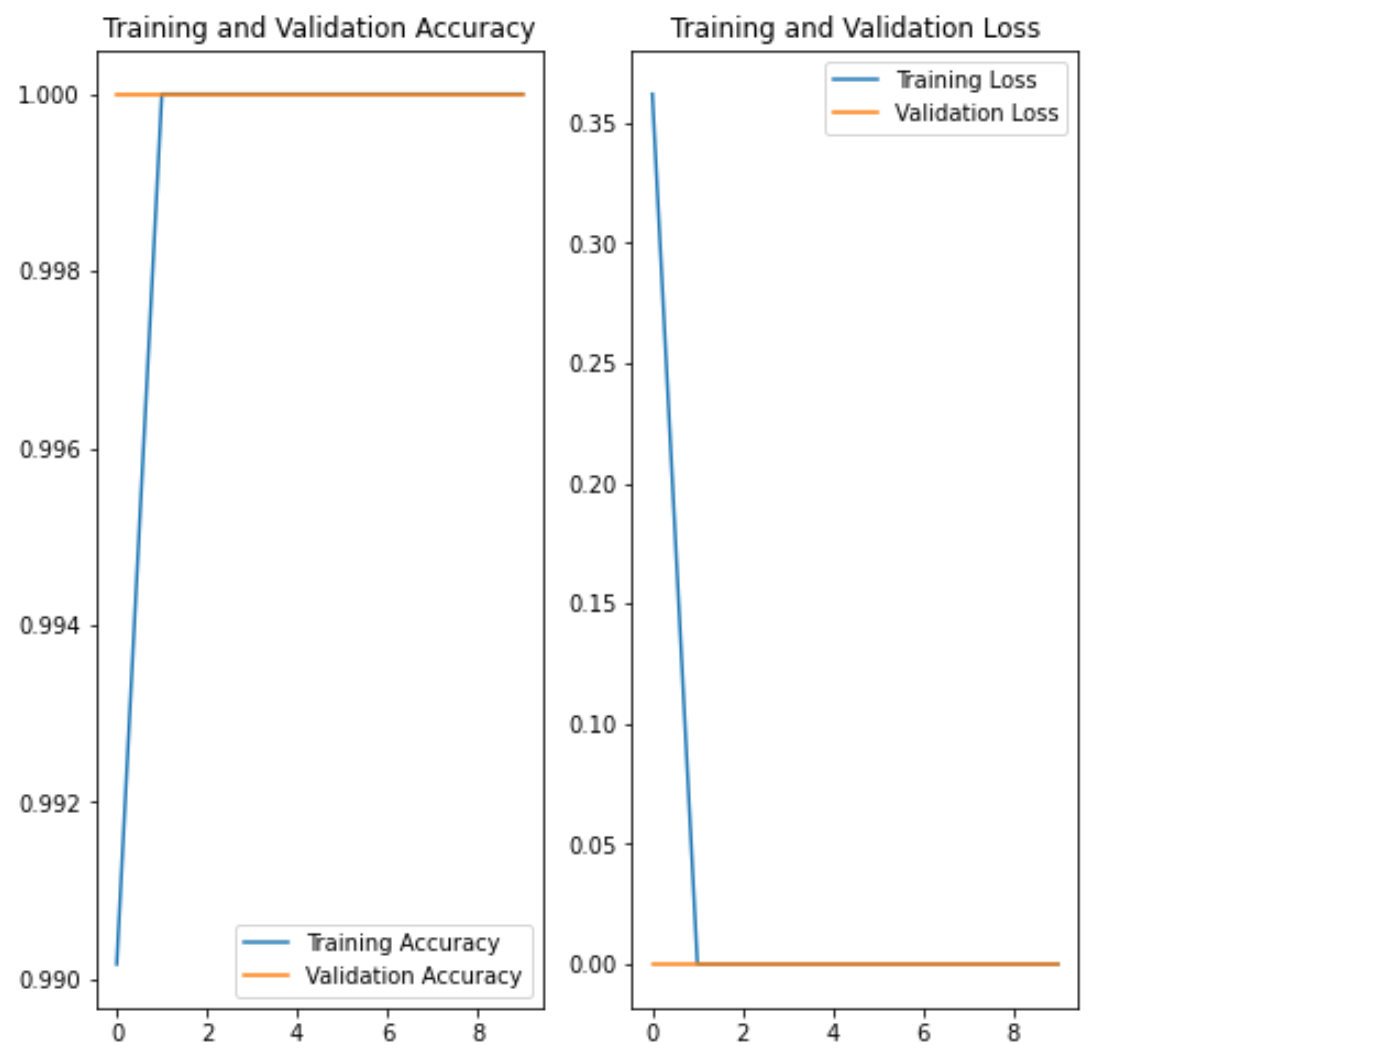 Training and Validation Accuracy
1.000
0.998
0.996
0.994
0.992
0.990
Training Accuracy
Validation Accuracy
0 2 4 6 8
Training and Validation Loss
Training Loss
Validation Loss
0.35
0.30
0.25
0.20
0.15
0.10
0.05
0.00
0 2 4 6 8